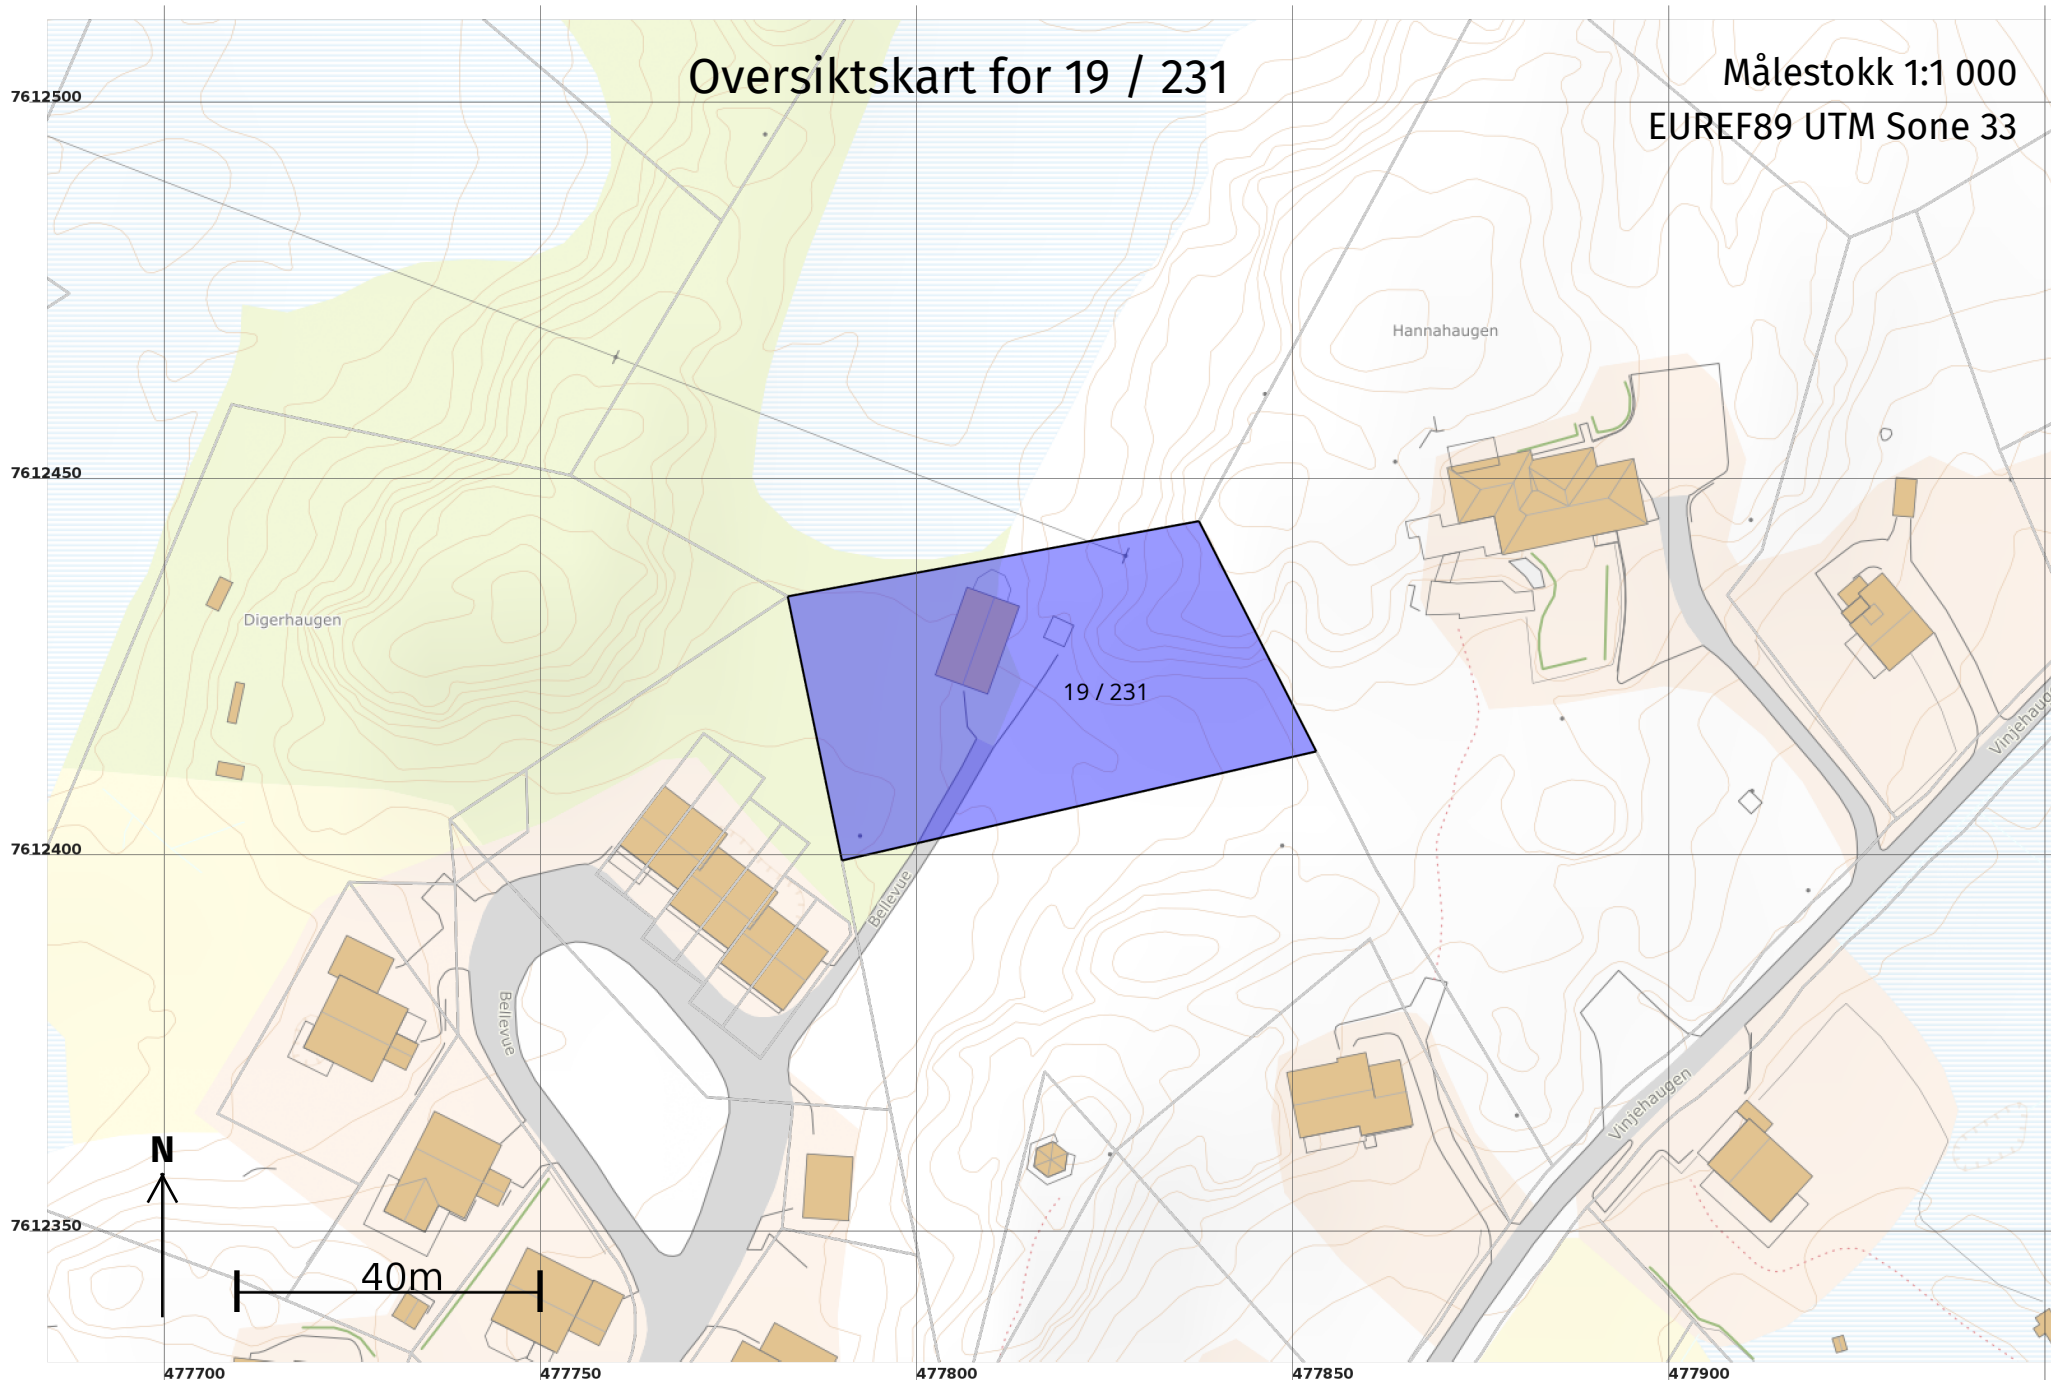 Oversiktskart for 19 / 231
Målestokk 1:1 000
EUREF89 UTM Sone 33
7612500
Hannahaugen
7612450
Digerhaugen
19 / 231
Vinjehaug
7612400
Bellevue
Bellevue
Vinjehaugen
N
7612350
40m
477700
477750
477800
477850
477900